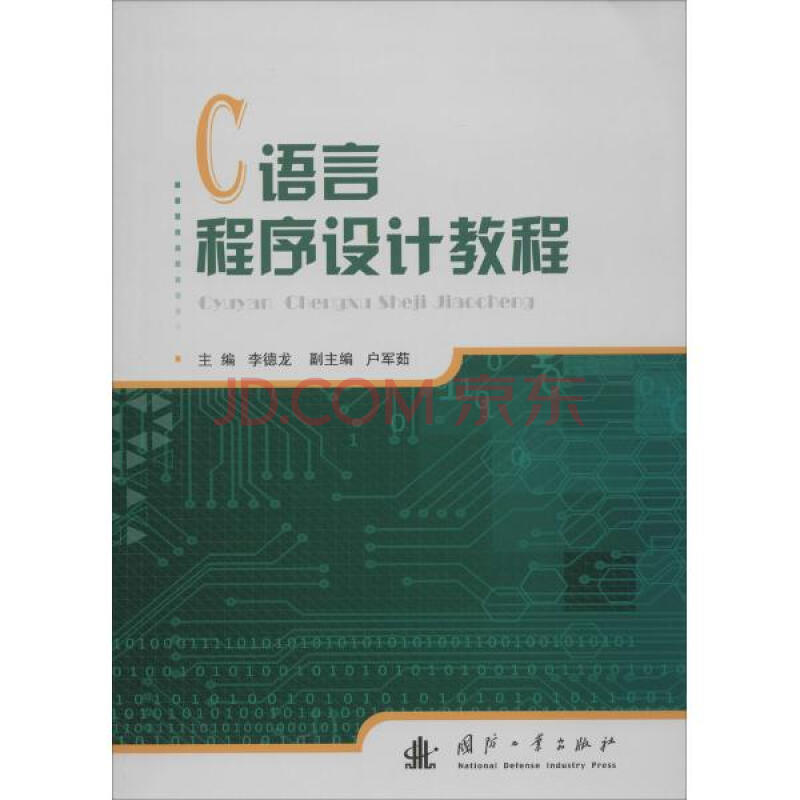 C语言
程序设计教程
Cyuyan Chengxu Sheji Jiaocheng
主 编 李德龙 副主编 户军茹
JD.COM 京东
国防工业出版社
National Defense Industry Press